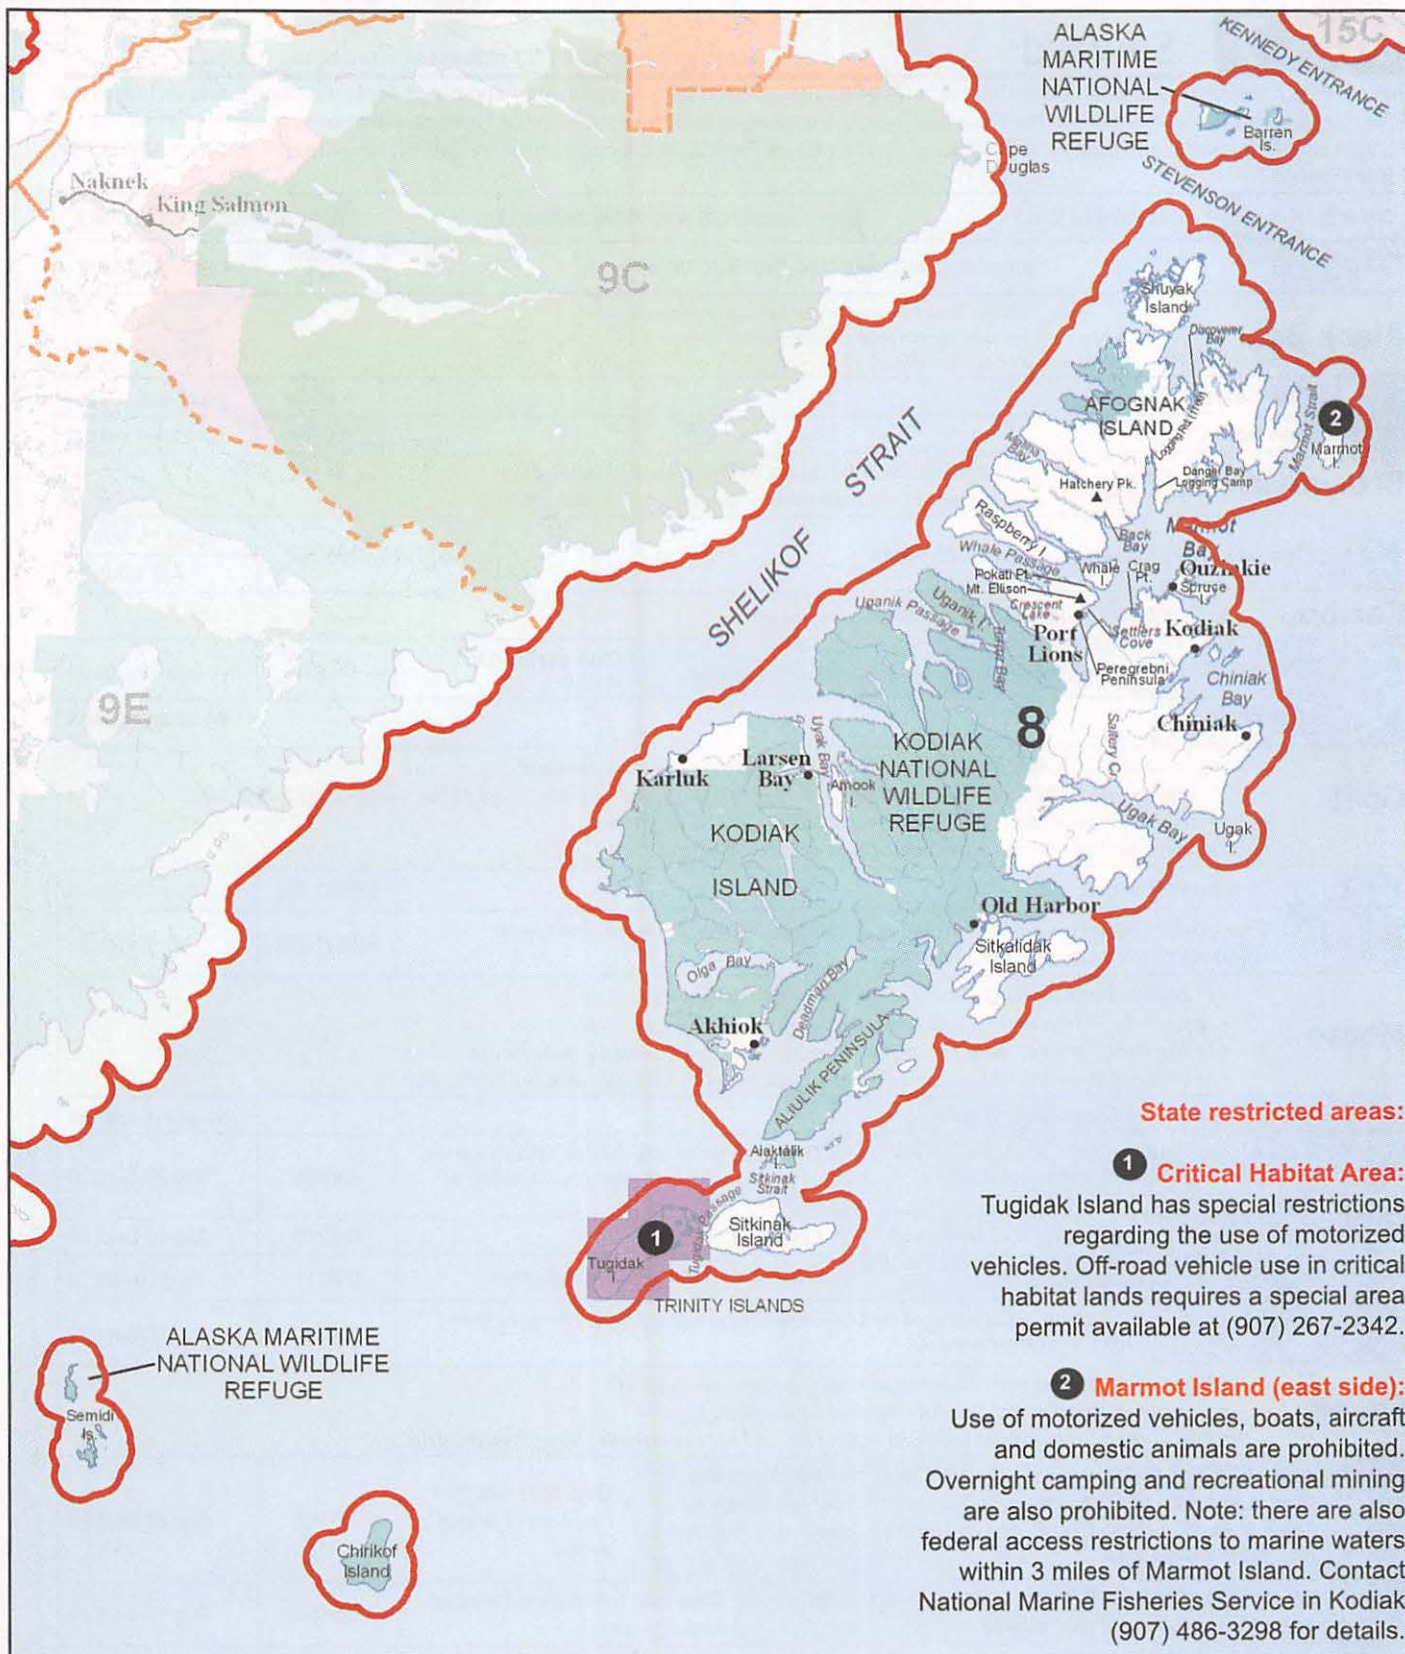 15C
KENNEDY ENTRANCE
ALASKA
MARITIME
NATIONAL
WILDLIFE
REFUGE
Barren
Is.
STEVENSON ENTRANCE
Cape
Douglas
Naknek
King Salmon
9C
9E
SHELIKOF STRAIT
Shuyak
Island
Discoverer
Bay
AFOGNAK
ISLAND
Marmot Strait
2
Marmot
I.
Danger Bay
Logging Camp
Hatchery Pk.
Back
Bay
Marmot
Bay
Raspberry I.
Whale Passage
Whale
I.
Crag
Pt.
Ouzinkie
Spruce
I.
Pokati Pt.
Mt. Ellison
Crescent
Lake
Uganik Passage
Uganik I.
Port
Lions
Settlers
Cove
Kodiak
Peregrebni
Peninsula
Chiniak
Bay
Chiniak
8
Saltery Cr
KODIAK
NATIONAL
WILDLIFE
REFUGE
Karluk
Larsen
Bay
Uyak Bay
Amook
I.
KODIAK
ISLAND
Ugak Bay
Ugak
I.
Old Harbor
Sitkalidak
Island
Olga Bay
Deadman Bay
Akhiok
ALIULIK PENINSULA
Alaktalik
I.
Sitkinak
Strait
Tugidak Passage
Sitkinak
Island
1
Tugidak
I.
TRINITY ISLANDS
ALASKA MARITIME
NATIONAL WILDLIFE
REFUGE
Semidi
Is.
Chirikof
Island
State restricted areas:
1 Critical Habitat Area:
Tugidak Island has special restrictions
regarding the use of motorized
vehicles. Off-road vehicle use in critical
habitat lands requires a special area
permit available at (907) 267-2342.
2 Marmot Island (east side):
Use of motorized vehicles, boats, aircraft
and domestic animals are prohibited.
Overnight camping and recreational mining
are also prohibited. Note: there are also
federal access restrictions to marine waters
within 3 miles of Marmot Island. Contact
National Marine Fisheries Service in Kodiak
(907) 486-3298 for details.